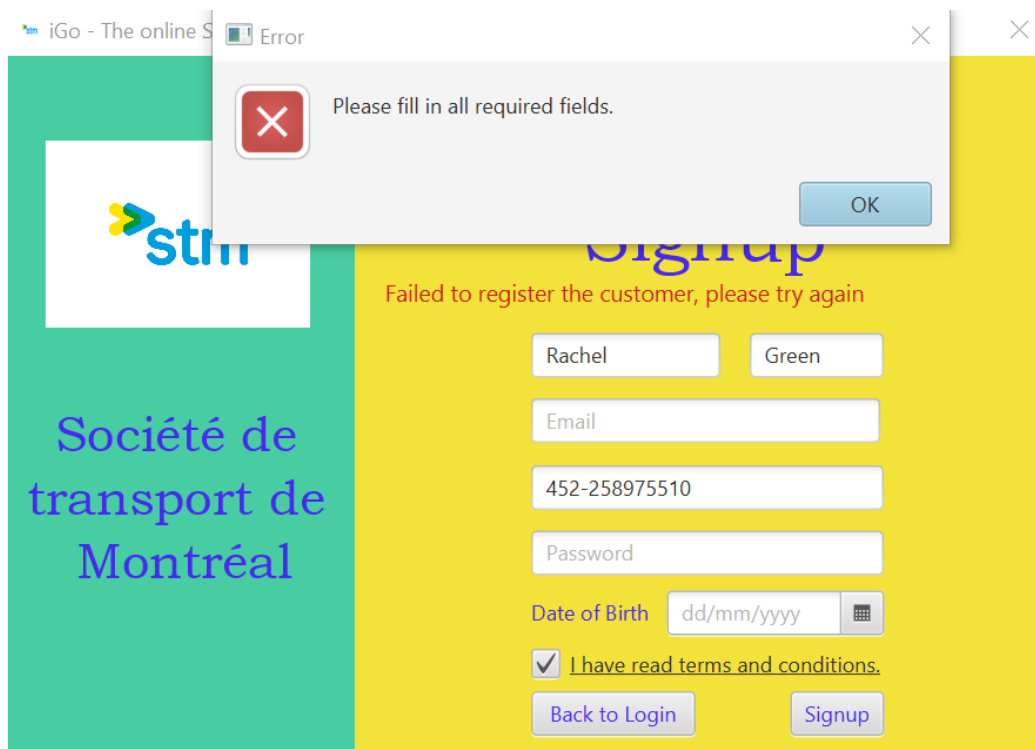 iGo - The online S
Error
Please fill in all required fields.
OK
stm
Signup
Failed to register the customer, please try again
Rachel
Green
Email
452-258975510
Password
Date of Birth
dd/mm/yyyy
I have read terms and conditions.
Back to Login
Signup
Société de
transport de
Montréal